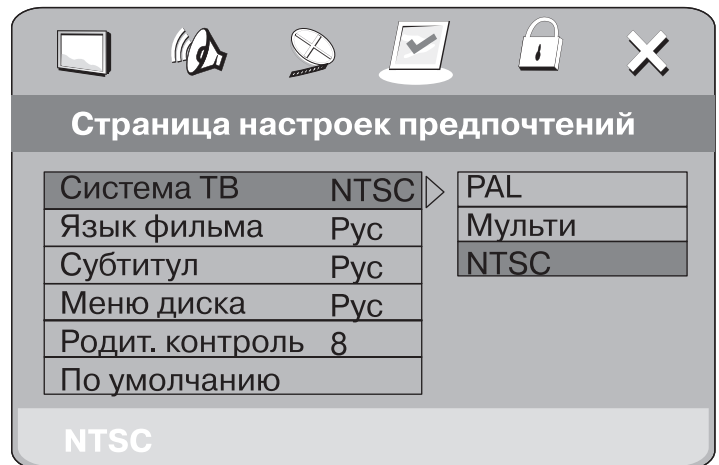 Страница настроек предпочтений
Система ТВ NTSC PAL
Язык фильма Рус Мульти
Субтитул Рус NTSC
Меню диска Рус
Родит. контроль 8
По умолчанию
NTSC